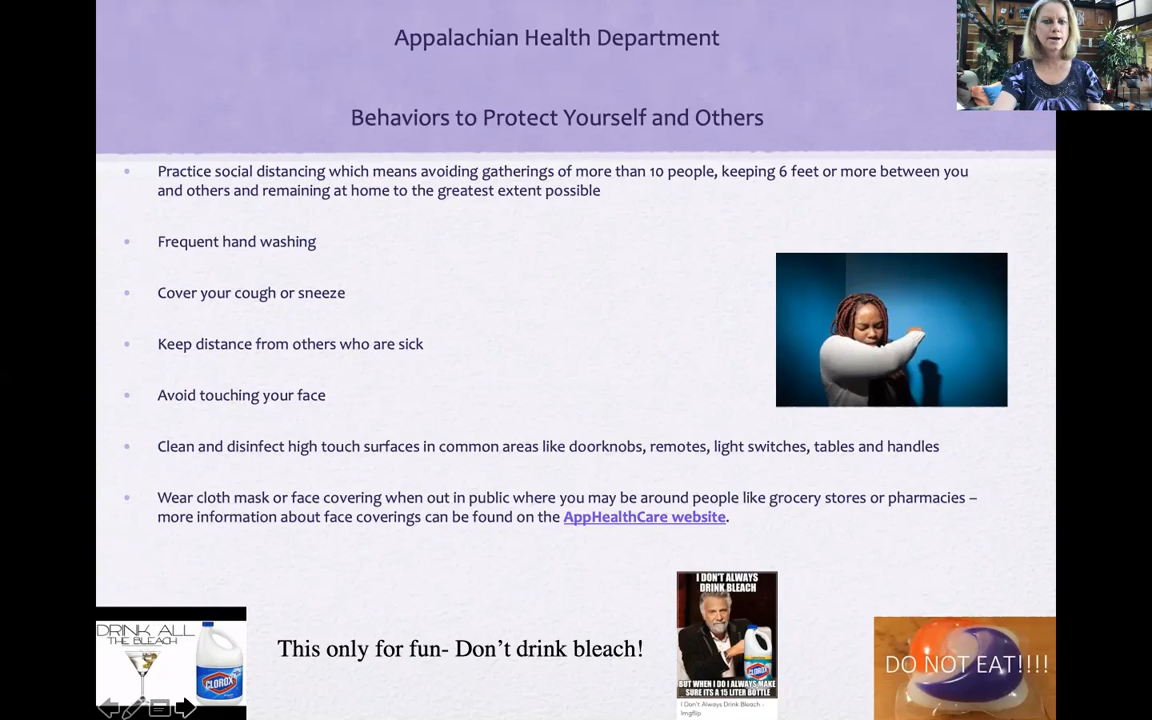 Appalachian Health Department
Behaviors to Protect Yourself and Others
• Practice social distancing which means avoiding gatherings of more than 10 people, keeping 6 feet or more between you
and others and remaining at home to the greatest extent possible
• Frequent hand washing
• Cover your cough or sneeze
• Keep distance from others who are sick
• Avoid touching your face
• Clean and disinfect high touch surfaces in common areas like doorknobs, remotes, light switches, tables and handles
• Wear cloth mask or face covering when out in public where you may be around people like grocery stores or pharmacies –
more information about face coverings can be found on the AppHealthCare website.
DRINK ALL
THE BLEACH
CLOROX
This only for fun- Don't drink bleach!
I DON'T ALWAYS
DRINK BLEACH
CLOROX
BUT WHEN I DO I ALWAYS MAKE
SURE ITS A 15 LITER BOTTLE
I Don't Always Drink Bleach -
Imgflip
DO NOT EAT!!!!